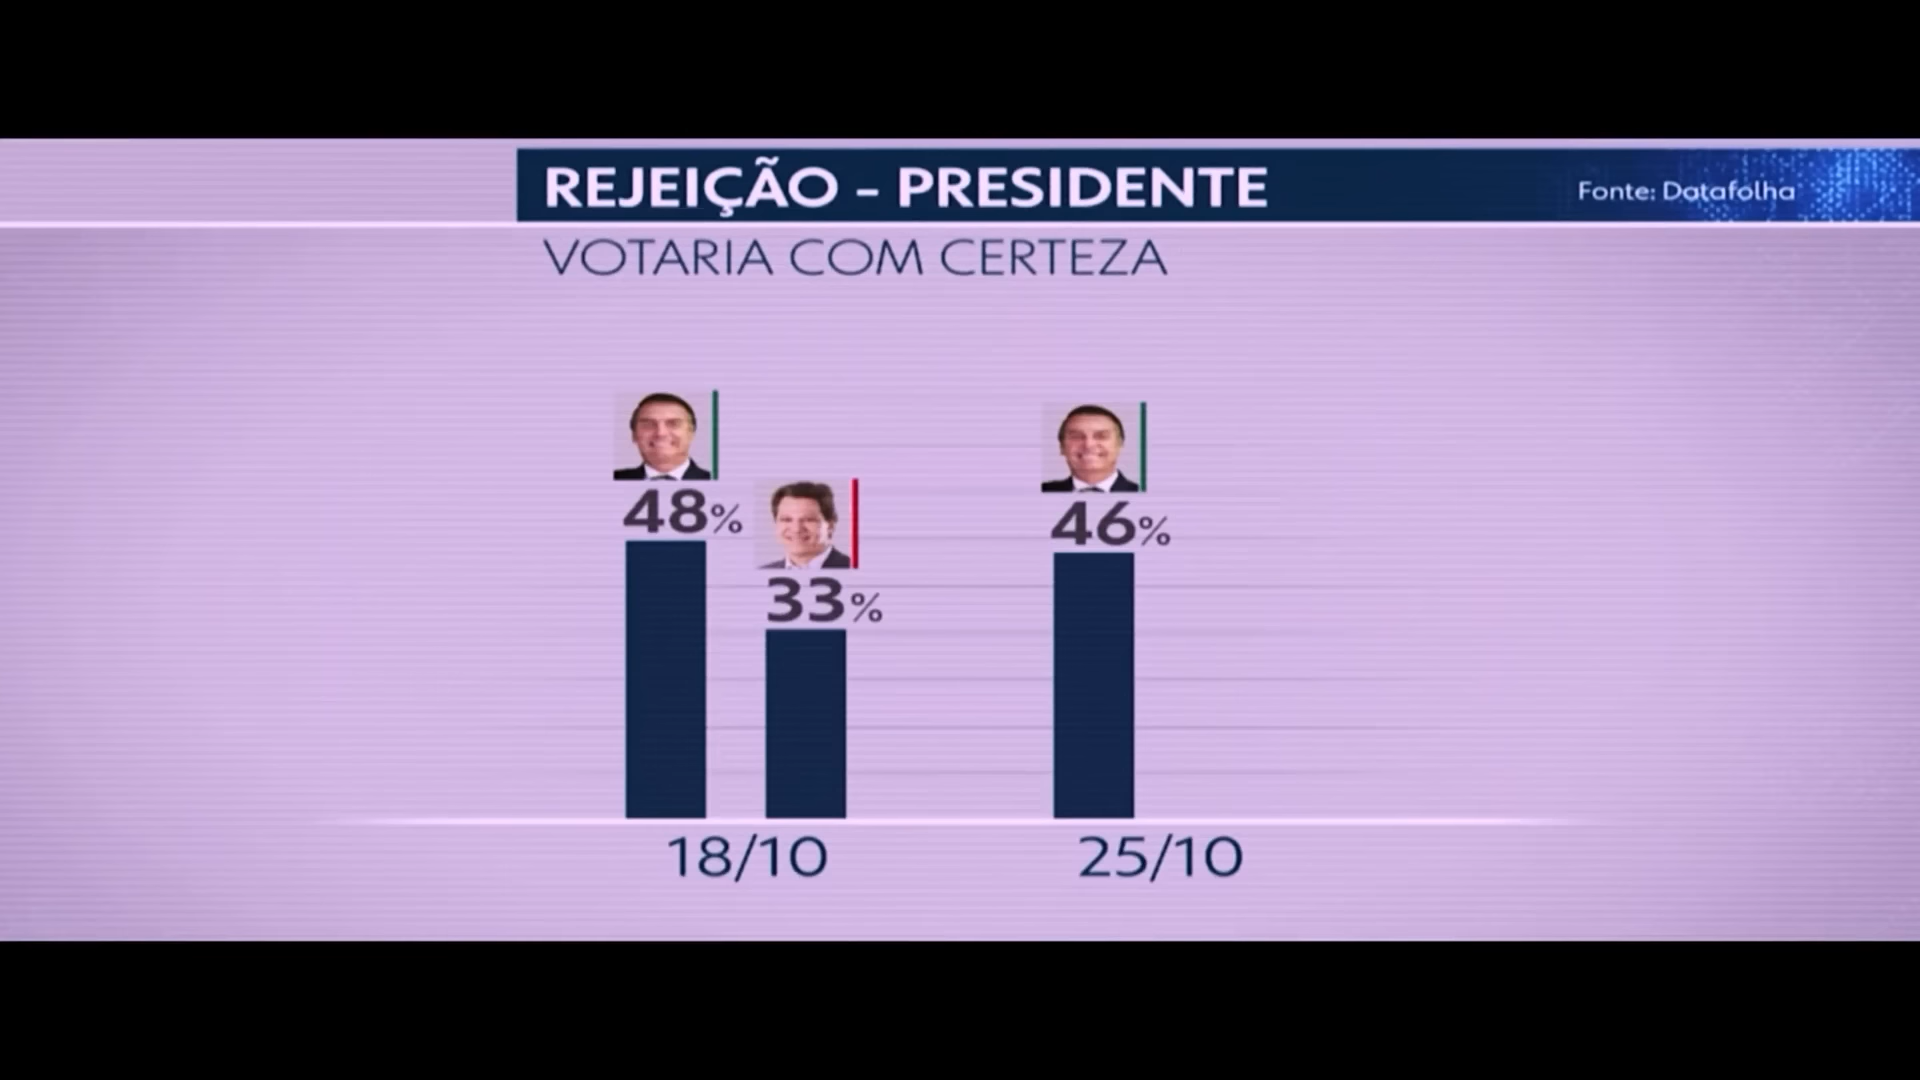 REJEIÇÃO - PRESIDENTE
Fonte: Datafolha
VOTARIA COM CERTEZA
48%
33%
46%
18/10
25/10